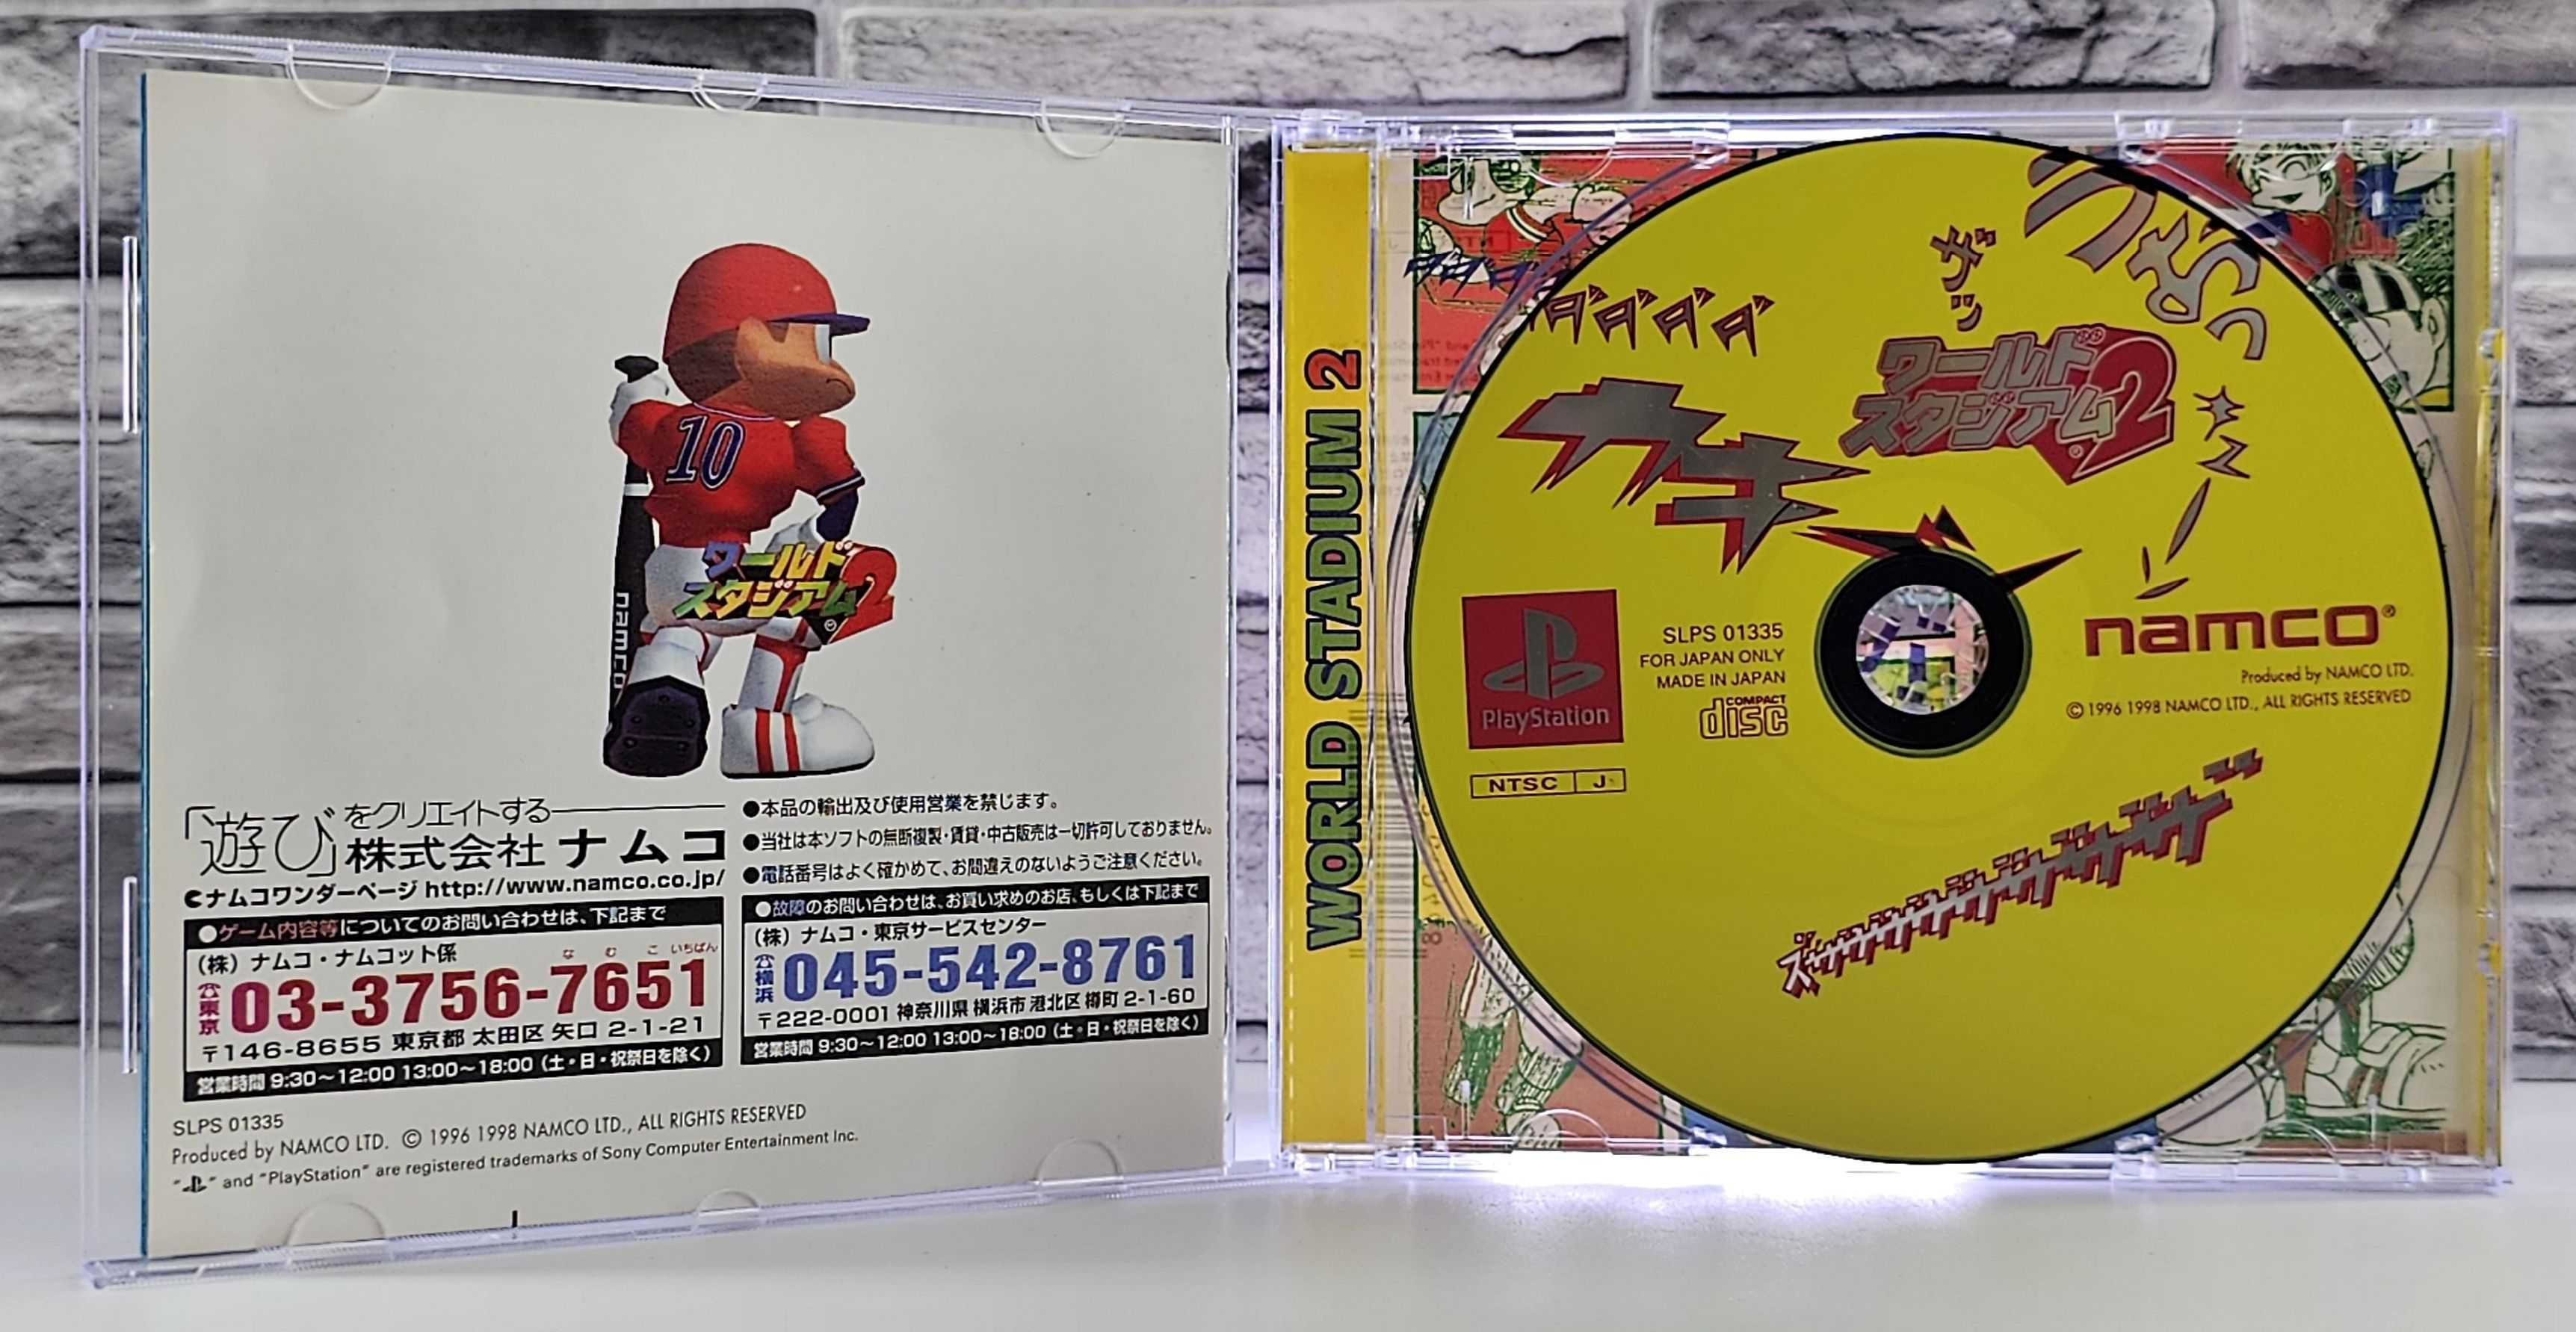 10
namco
ワールド
スタジアム2
「遊び」をクリエイトする
株式会社ナムコ
ナムコワンダーページ http://www.namco.co.jp/
●ゲーム内容等についてのお問い合わせは、下記まで
(株)ナムコ・ナムコット係
なむこいちばん
☎東京 03-3756-7651
〒146-8655 東京都 太田区 矢口 2-1-21
営業時間 9:30～12:00 13:00～18:00 (土・日・祝祭日を除く)
●本品の輸出及び使用営業を禁じます。
●当社は本ソフトの無断複製・賃貸・中古販売は一切許可しておりません。
●電話番号はよく確かめて、お間違えのないようご注意ください。
●故障のお問い合わせは、お買い求めのお店、もしくは下記まで
(株)ナムコ・東京サービスセンター
☎横浜 045-542-8761
〒222-0001 神奈川県 横浜市 港北区 樽町 2-1-60
営業時間 9:30～12:00 13:00～18:00 (土・日・祝祭日を除く)
SLPS 01335
Produced by NAMCO LTD. © 1996 1998 NAMCO LTD., ALL RIGHTS RESERVED
" " and "PlayStation" are registered trademarks of Sony Computer Entertainment Inc.
WORLD STADIUM 2
ダダダダ
ザッ
カキ
ワールド
スタジアム2
PlayStation
SLPS 01335
FOR JAPAN ONLY
MADE IN JAPAN
COMPACT
disc
NTSC J
namco®
Produced by NAMCO LTD.
© 1996 1998 NAMCO LTD., ALL RIGHTS RESERVED